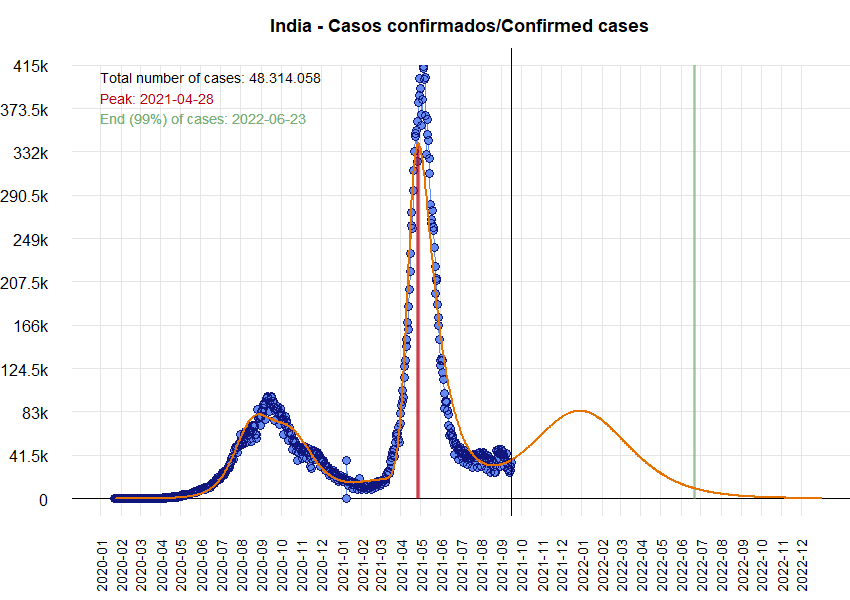 India - Casos confirmados/Confirmed cases
415k
Total number of cases: 48.314.058
Peak: 2021-04-28
373.5k
End (99%) of cases: 2022-06-23
332k
290.5k
249k
207.5k
166k
124.5k
83k
41.5k
0
2020-01
2020-02
2020-03
2020-04
2020-05
2020-06
2020-07
2020-08
2020-09
2020-10
2020-11
2020-12
2021-01
2021-02
2021-03
2021-04
2021-05
2021-06
2021-07
2021-08
2021-09
2021-10
2021-11
2021-12
2022-01
2022-02
2022-03
2022-04
2022-05
2022-06
2022-07
2022-08
2022-09
2022-10
2022-11
2022-12